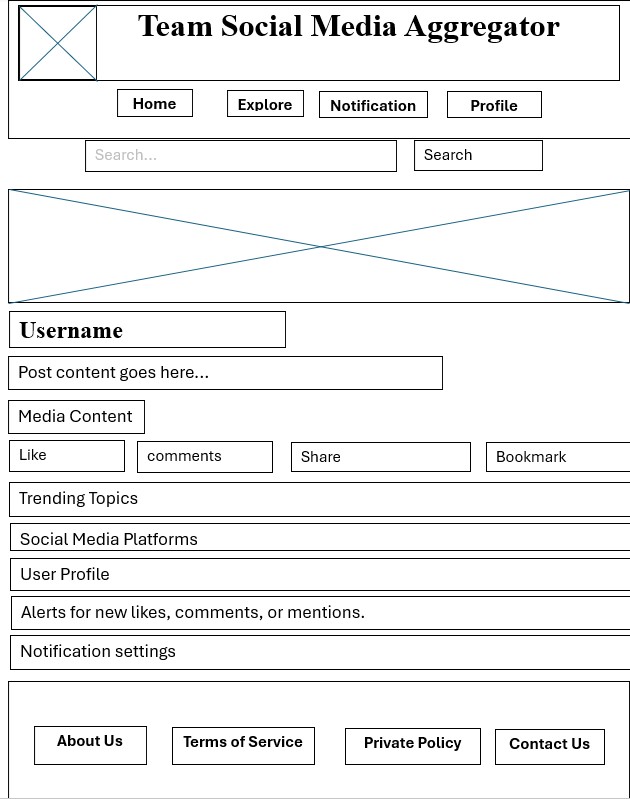 Team Social Media Aggregator
Home Explore Notification Profile
Search... Search
Username
Post content goes here...
Media Content
Like comments Share Bookmark
Trending Topics
Social Media Platforms
User Profile
Alerts for new likes, comments, or mentions.
Notification settings
About Us Terms of Service Private Policy Contact Us